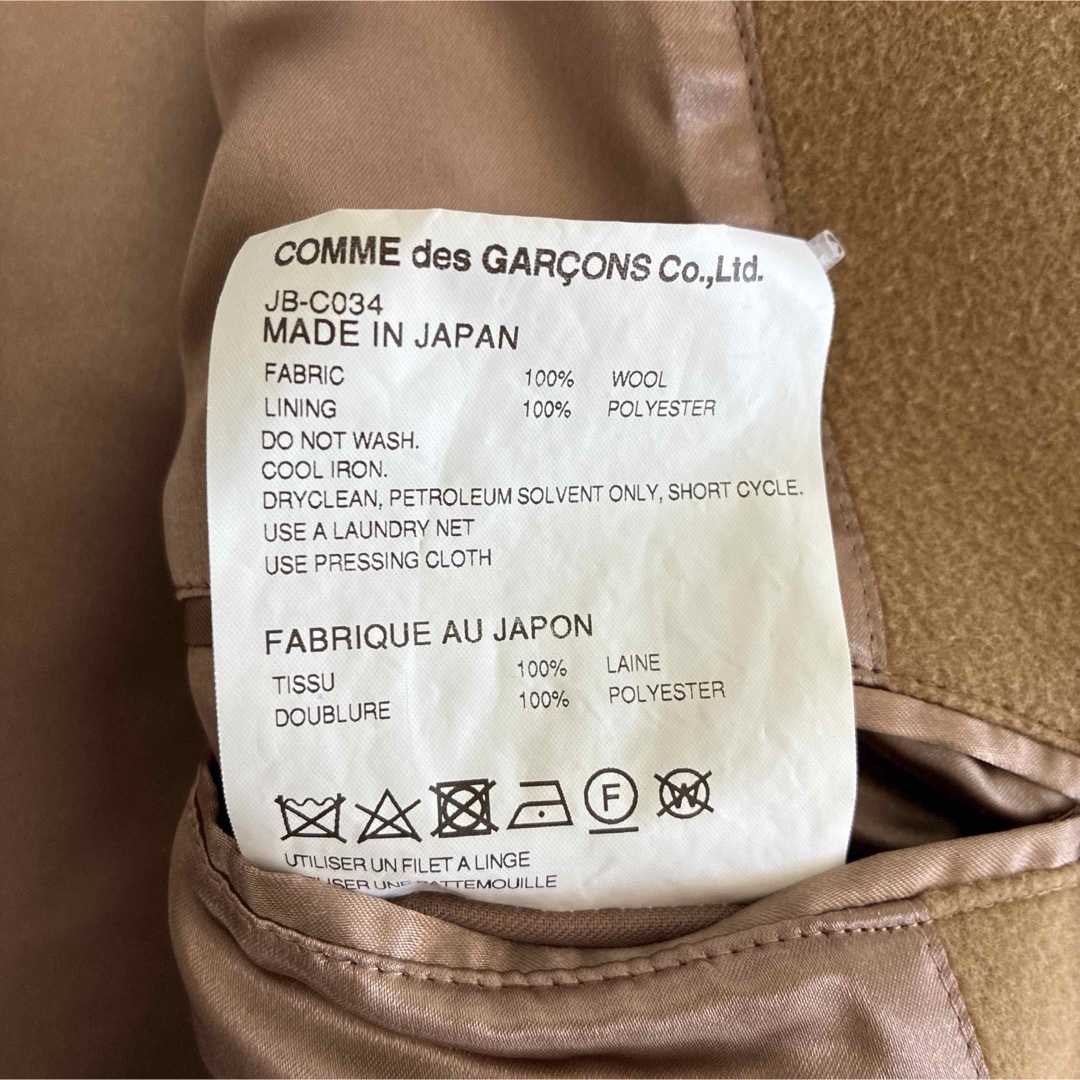 COMME des GARÇONS Co.,Ltd.
JB-C034
MADE IN JAPAN
FABRIC 100% WOOL
LINING 100% POLYESTER
DO NOT WASH.
COOL IRON.
DRYCLEAN, PETROLEUM SOLVENT ONLY, SHORT CYCLE.
USE A LAUNDRY NET
USE PRESSING CLOTH
FABRIQUE AU JAPON
TISSU 100% LAINE
DOUBLURE 100% POLYESTER
F W
UTILISER UN FILET A LINGE
UNE